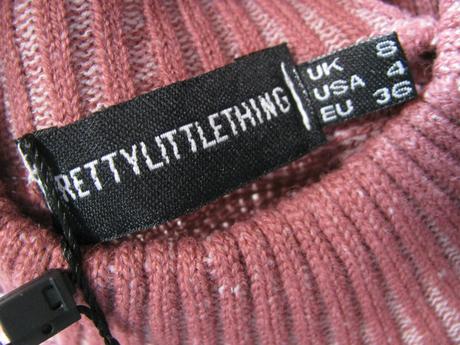 RETTYLITTLETHING
UK 8
USA 4
EU 36